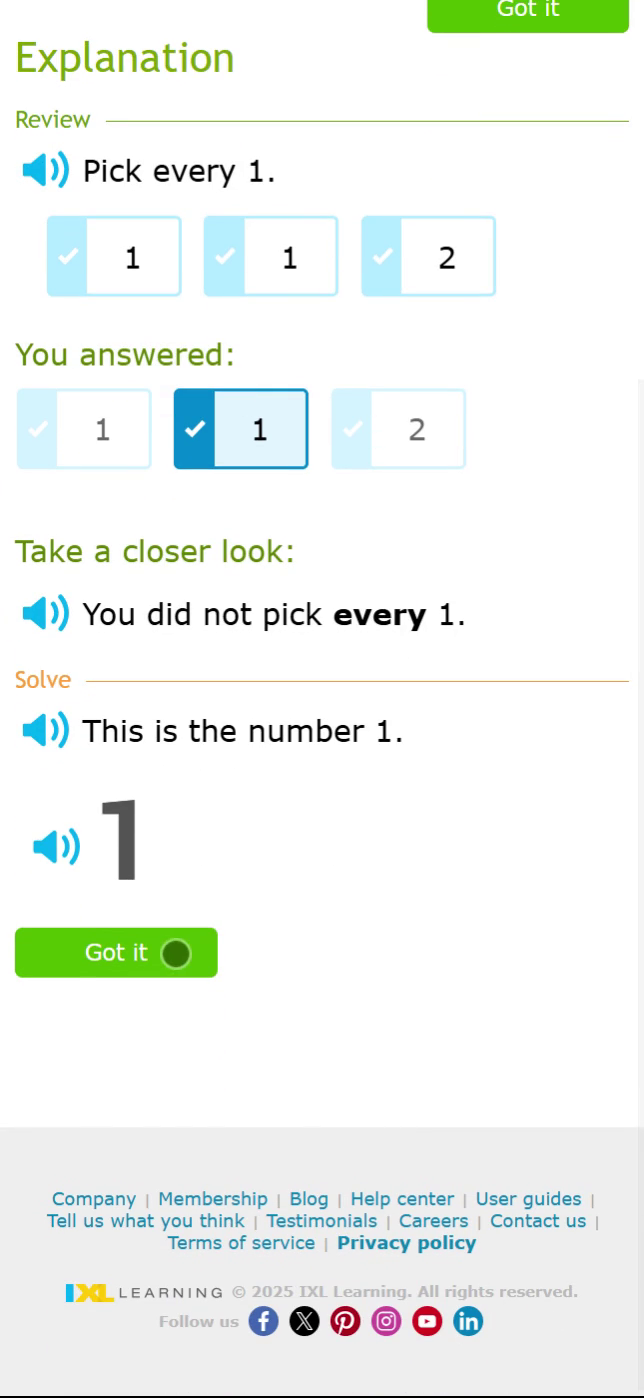 Got it
Explanation
Review
Pick every 1.
1 1 2
You answered:
1 1 2
Take a closer look:
You did not pick every 1.
Solve
This is the number 1.
1
Got it
Company | Membership | Blog | Help center | User guides |
Tell us what you think | Testimonials | Careers | Contact us |
Terms of service | Privacy policy
IXL LEARNING © 2025 IXL Learning. All rights reserved.
Follow us